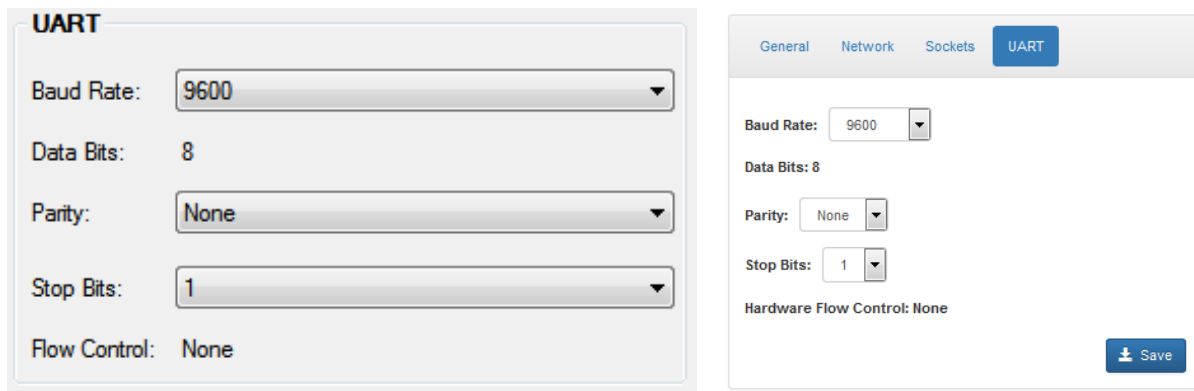 UART
Baud Rate: 9600
Data Bits: 8
Parity: None
Stop Bits: 1
Flow Control: None
General Network Sockets UART
Baud Rate: 9600
Data Bits: 8
Parity: None
Stop Bits: 1
Hardware Flow Control: None
Save